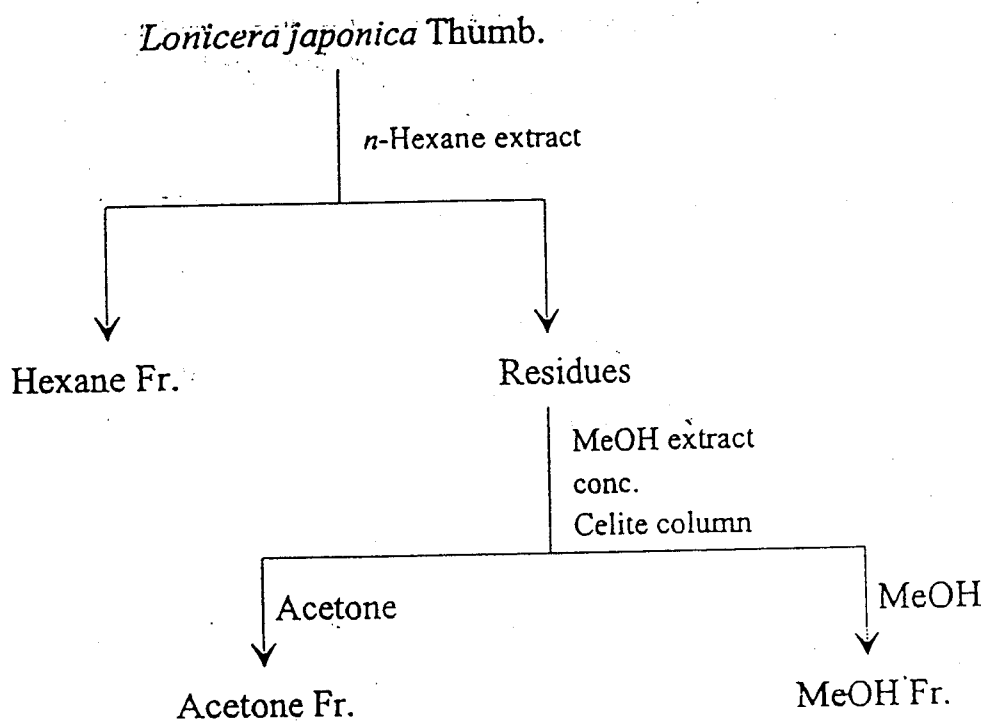 Lonicera japonica Thumb.
n-Hexane extract
Hexane Fr.
Residues
MeOH extract
conc.
Celite column
Acetone
MeOH
Acetone Fr.
MeOH Fr.